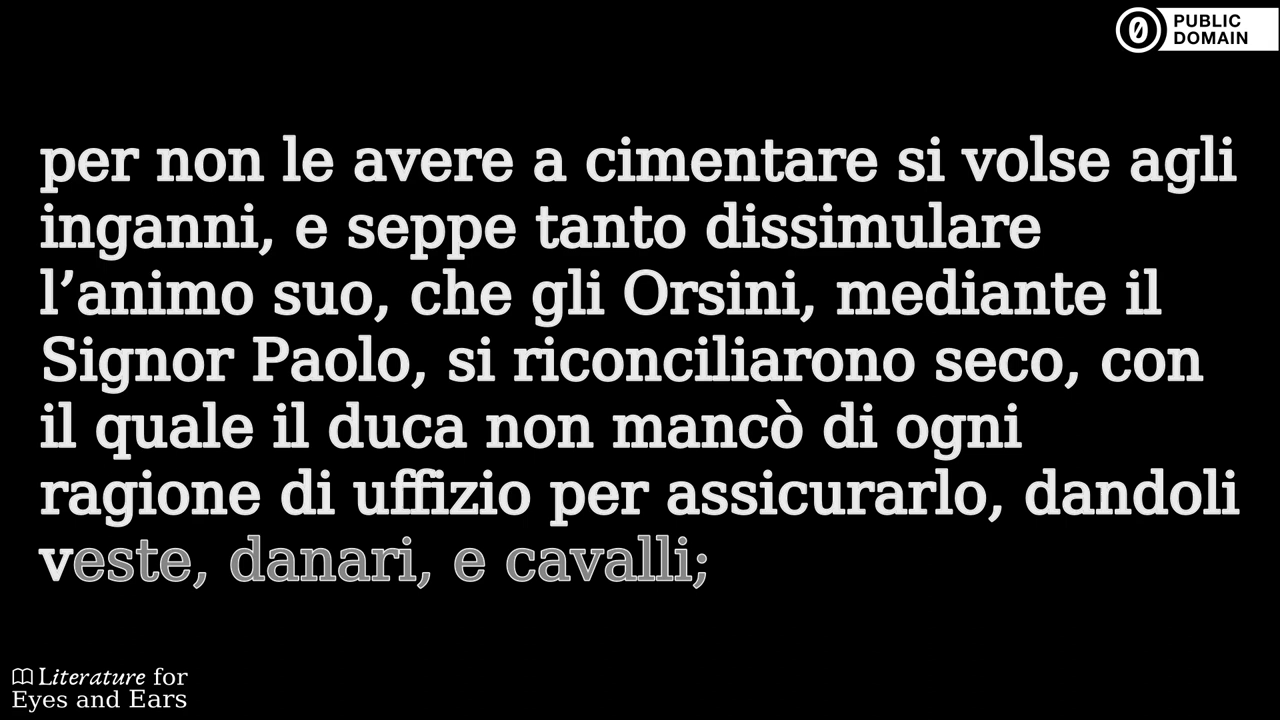 PUBLIC
DOMAIN
per non le avere a cimentare si volse agli
inganni, e seppe tanto dissimulare
l’animo suo, che gli Orsini, mediante il
Signor Paolo, si riconciliarono seco, con
il quale il duca non mancò di ogni
ragione di uffizio per assicurarlo, dandoli
veste, danari, e cavalli;
Literature for
Eyes and Ears